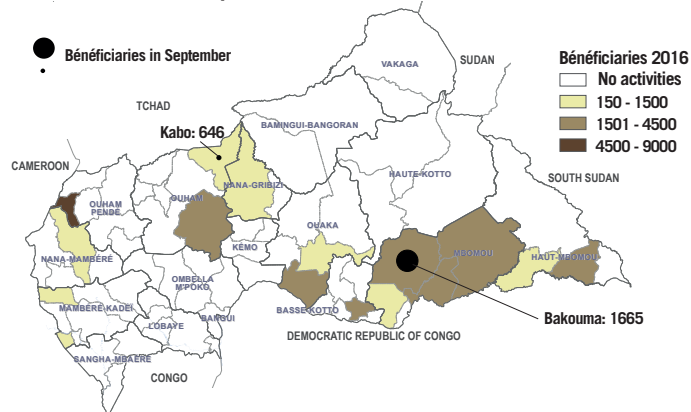 Bénéficiaries in September
Bénéficiaries 2016
No activities
150 - 1500
1501 - 4500
4500 - 9000
SUDAN
VAKAGA
TCHAD
Kabo: 646
BAMINGUI-BANGORAN
CAMEROON
HAUTE-KOTTO
SOUTH SUDAN
NANA-GRIBIZI
OUHAM
PENDÉ
OUHAM
OUAKA
KÉMO
MBOMOU
HAUT-MBOMOU
NANA-MAMBÉRÉ
OMBELLA
M'POKO
MAMBÉRÉ-KADEÏ
BASSE-KOTTO
BANGUI
LOBAYE
Bakouma: 1665
DEMOCRATIC REPUBLIC OF CONGO
SANGHA-MBAÉRÉ
CONGO